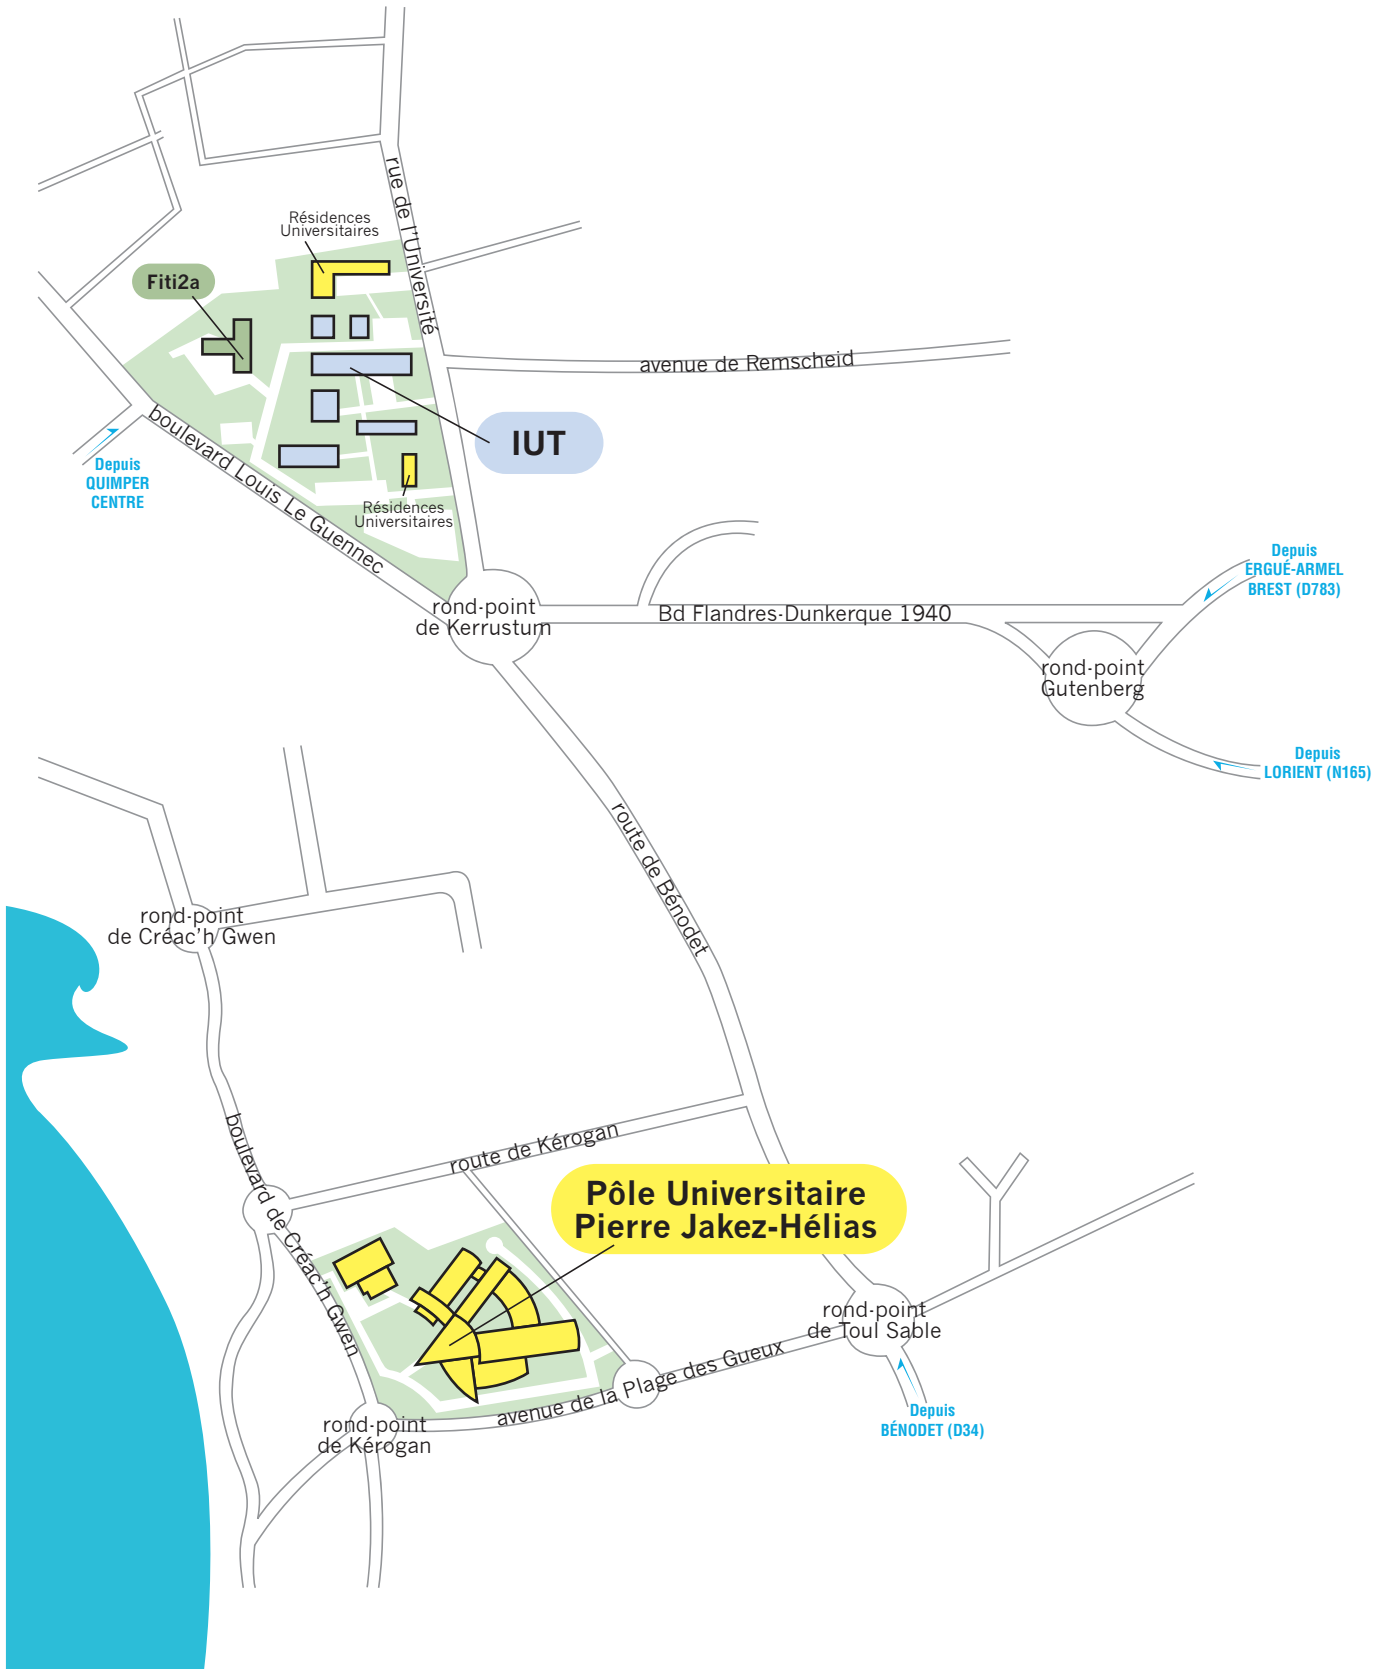 rue de l'Université
Résidences
Universitaires
Fiti2a
avenue de Remscheid
boulevard Louis Le Guennec
IUT
Depuis
QUIMPER
CENTRE
Résidences
Universitaires
Depuis
ERGUÉ-ARMEL
BREST (D783)
rond-point
de Kerrustum
Bd Flandres-Dunkerque 1940
rond-point
Gutenberg
Depuis
LORIENT (N165)
route de Bénodet
rond-point
de Créac'h Gwen
boulevard de Créac'h Gwen
route de Kérogan
Pôle Universitaire
Pierre Jakez-Hélias
rond-point
de Toul Sable
avenue de la Plage des Gueux
rond-point
de Kérogan
Depuis
BÉNODET (D34)